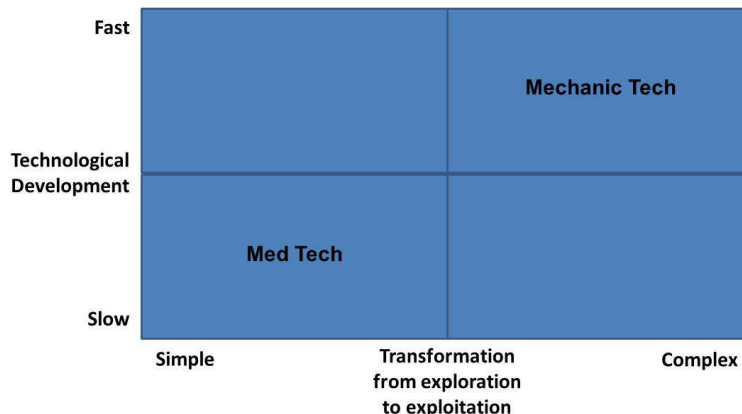 Fast
Mechanic Tech
Technological
Development
Med Tech
Slow
Simple
Transformation
from exploration
to exploitation
Complex